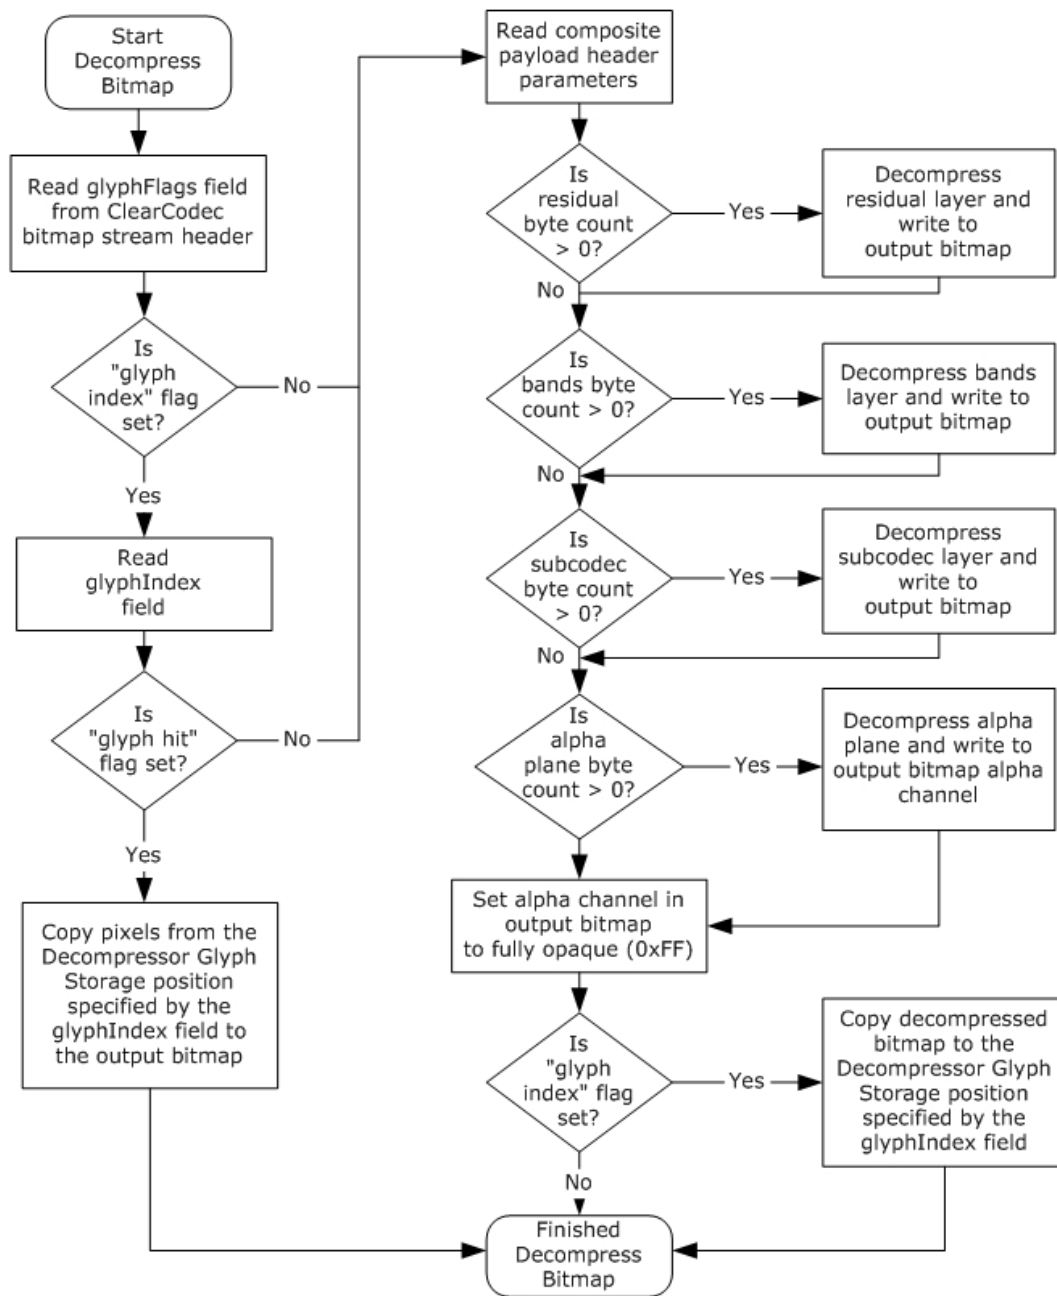 Start
Decompress
Bitmap
Read glyphFlags field
from ClearCodec
bitmap stream header
Is
"glyph
index" flag
set?
No
Yes
Read
glyphIndex
field
Is
"glyph hit"
flag set?
No
Yes
Copy pixels from the
Decompressor Glyph
Storage position
specified by the
glyphIndex field to
the output bitmap
Read composite
payload header
parameters
Is
residual
byte count
> 0?
Yes
Decompress
residual layer and
write to
output bitmap
No
Is
bands byte
count > 0?
Yes
Decompress bands
layer and write to
output bitmap
No
Is
subcodec
byte count
> 0?
Yes
Decompress
subcodec layer and
write to
output bitmap
No
Is
alpha
plane byte
count > 0?
Yes
Decompress alpha
plane and write to
output bitmap alpha
channel
Set alpha channel in
output bitmap
to fully opaque (0xFF)
Is
"glyph
index" flag
set?
Yes
Copy decompressed
bitmap to the
Decompressor Glyph
Storage position
specified by the
glyphIndex field
No
Finished
Decompress
Bitmap